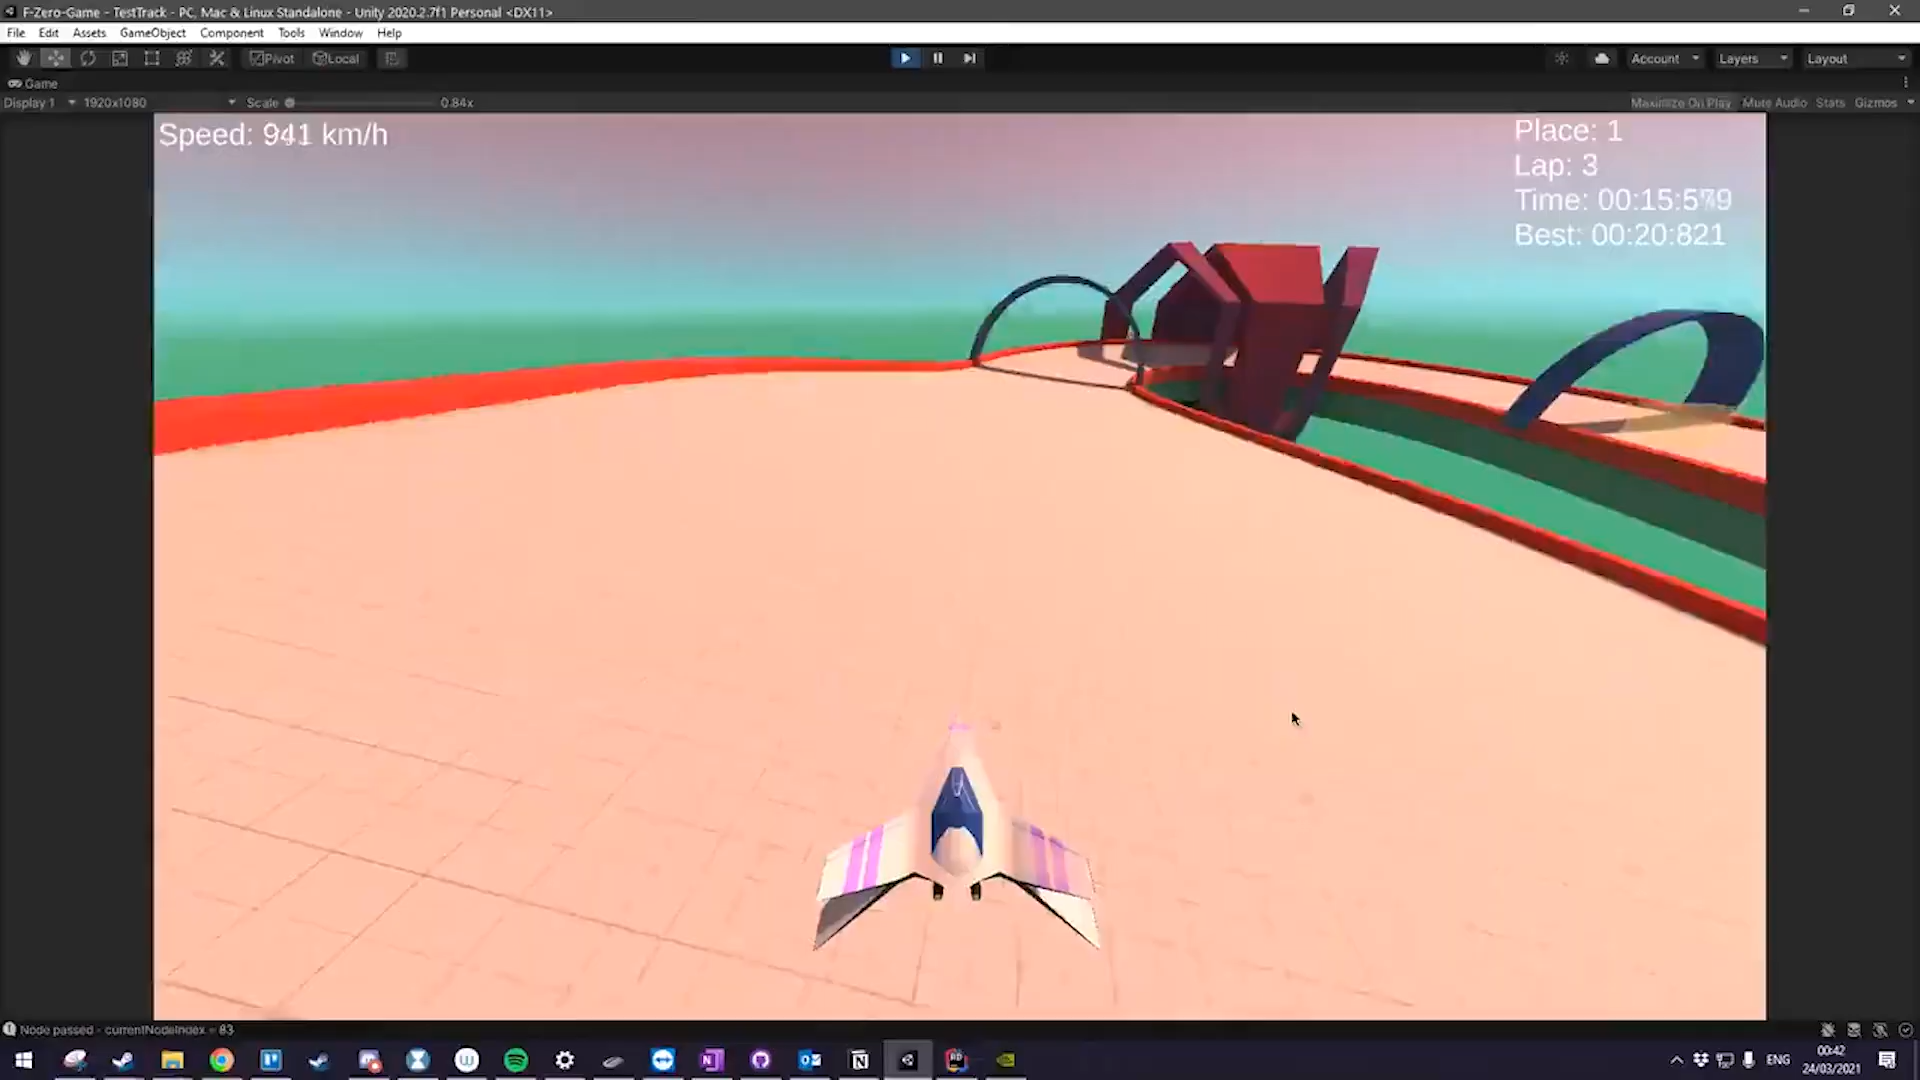 F-Zero-Game - TestTrack - PC, Mac & Linux Standalone - Unity 2020.2.7f1 Personal <DX11>
File Edit Assets GameObject Component Tools Window Help
Pivot Local Account Layers Layout
Game
Display 1 1920x1080 Scale 0.84x Maximize On Play Mute Audio Stats Gizmos
Speed: 941 km/h
Place: 1
Lap: 3
Time:
Best: 00:20:821
Node passed - currentNodeIndex = 83
ENG
00:42
24/03/2021